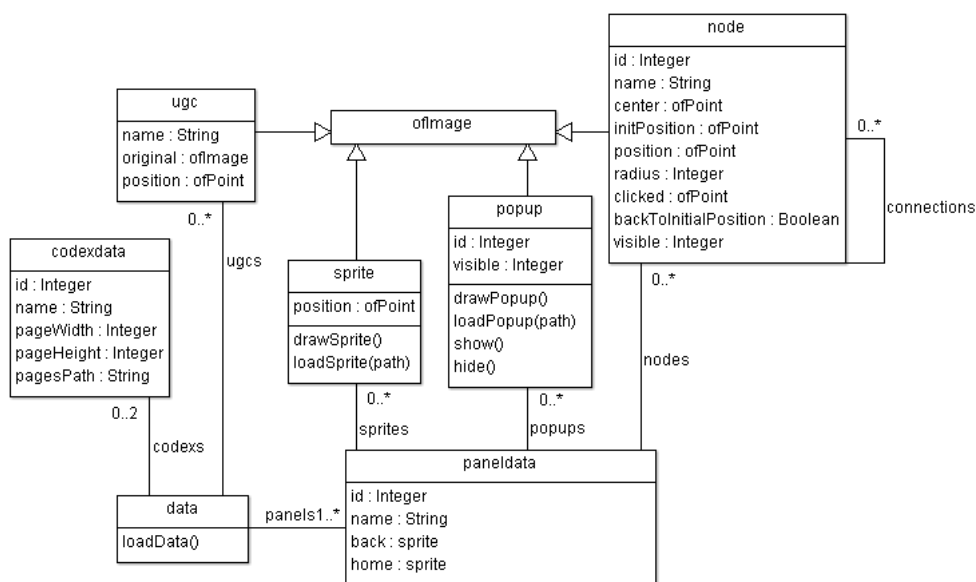 node
id : Integer
name : String
center : ofPoint
initPosition : ofPoint
position : ofPoint
radius : Integer
clicked : ofPoint
backToInitialPosition : Boolean
visible : Integer
0..*
connections
0..*
nodes
ofImage
ugc
name : String
original : ofImage
position : ofPoint
0..*
ugcs
popup
id : Integer
visible : Integer
drawPopup()
loadPopup(path)
show()
hide()
0..*
popups
sprite
position : ofPoint
drawSprite()
loadSprite(path)
0..*
sprites
codexdata
id : Integer
name : String
pageWidth : Integer
pageHeight : Integer
pagesPath : String
0..2
codexs
data
loadData()
panels1..*
paneldata
id : Integer
name : String
back : sprite
home : sprite